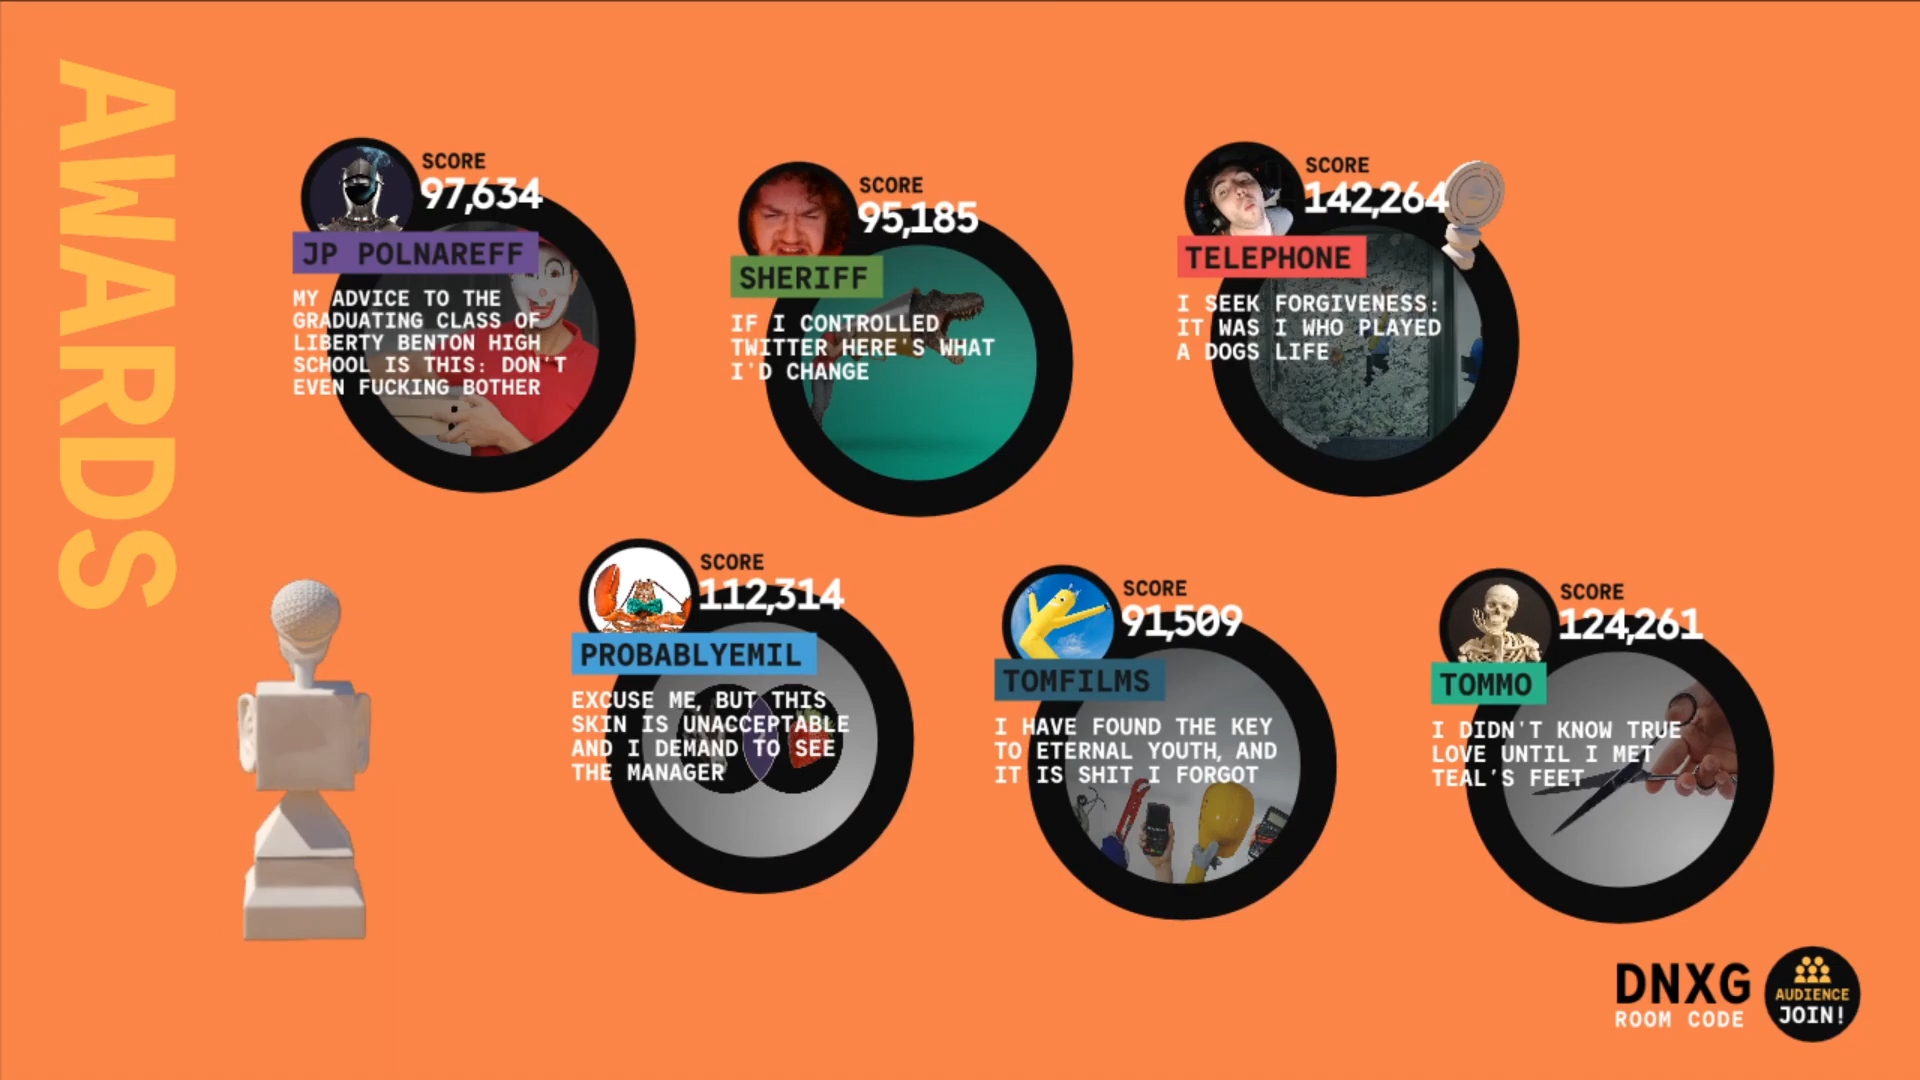 AWARDS
SCORE
97,634
JP POLNAREFF
MY ADVICE TO THE
GRADUATING CLASS OF
LIBERTY BENTON HIGH
SCHOOL IS THIS: DON'T
EVEN FUCKING BOTHER
SCORE
95,185
SHERIFF
IF I CONTROLLED
TWITTER HERE'S WHAT
I'D CHANGE
SCORE
142,264
TELEPHONE
I SEEK FORGIVENESS:
IT WAS I WHO PLAYED
A DOGS LIFE
SCORE
112,314
PROBABLYEMIL
EXCUSE ME, BUT THIS
SKIN IS UNACCEPTABLE
AND I DEMAND TO SEE
THE MANAGER
SCORE
91,509
TOMFILMS
I HAVE FOUND THE KEY
TO ETERNAL YOUTH, AND
IT IS SHIT I FORGOT
SCORE
124,261
TOMMO
I DIDN'T KNOW TRUE
LOVE UNTIL I MET
TEAL'S FEET
DNXG
ROOM CODE
AUDIENCE
JOIN!